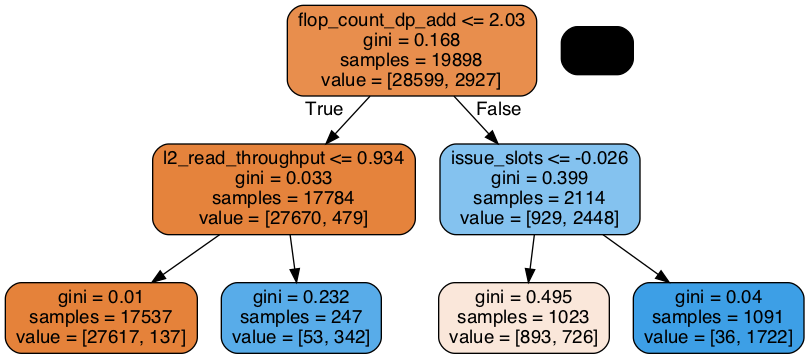 flop_count_dp_add <= 2.03
gini = 0.168
samples = 19898
value = [28599, 2927]
True
False
l2_read_throughput <= 0.934
gini = 0.033
samples = 17784
value = [27670, 479]
issue_slots <= -0.026
gini = 0.399
samples = 2114
value = [929, 2448]
gini = 0.01
samples = 17537
value = [27617, 137]
gini = 0.232
samples = 247
value = [53, 342]
gini = 0.495
samples = 1023
value = [893, 726]
gini = 0.04
samples = 1091
value = [36, 1722]